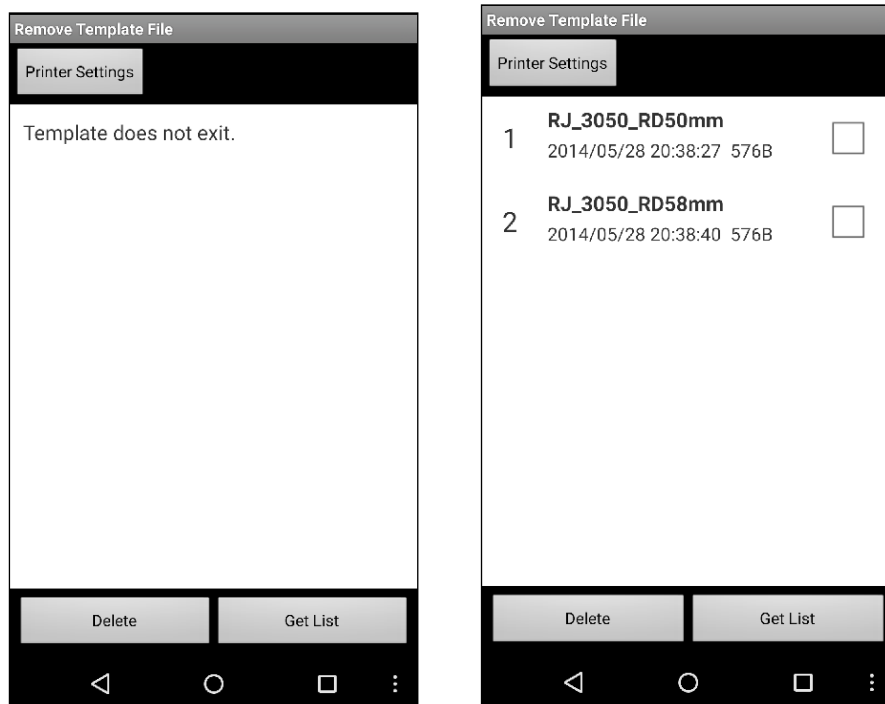 Remove Template File
Printer Settings
Template does not exit.
Delete
Get List
Remove Template File
Printer Settings
1
RJ_3050_RD50mm
2014/05/28 20:38:27 576B
2
RJ_3050_RD58mm
2014/05/28 20:38:40 576B
Delete
Get List